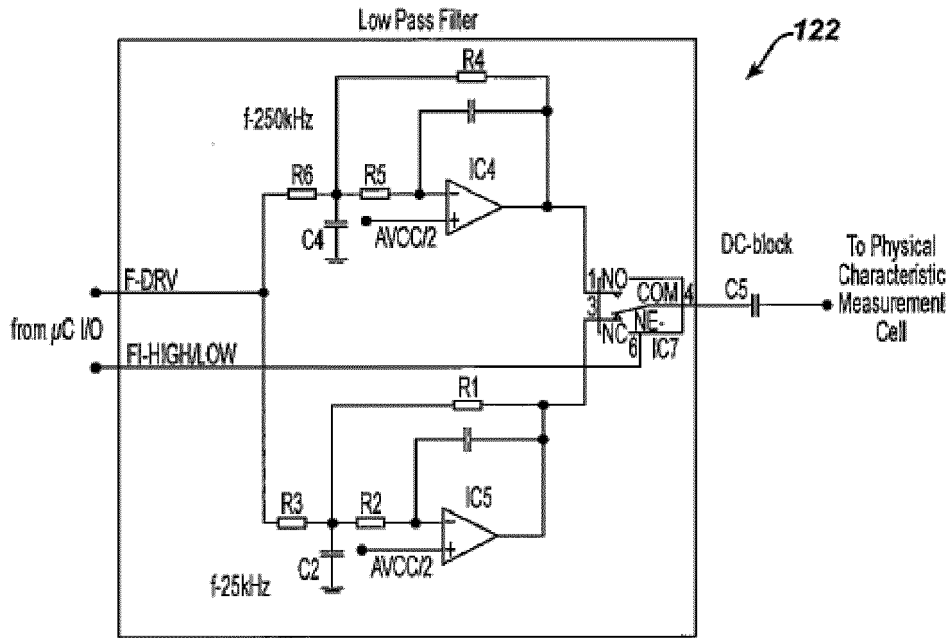 Low Pass Filter
122
R4
f-250kHz
R6
R5
IC4
C4
AVCC/2
DC-block
To Physical
Characteristic
Measurement
Cell
F-DRV
1
NO
COM
4
C5
3
from µC I/O
NC
NE-
FI-HIGH/LOW
6
IC7
R1
R3
R2
IC5
C2
AVCC/2
f-25kHz